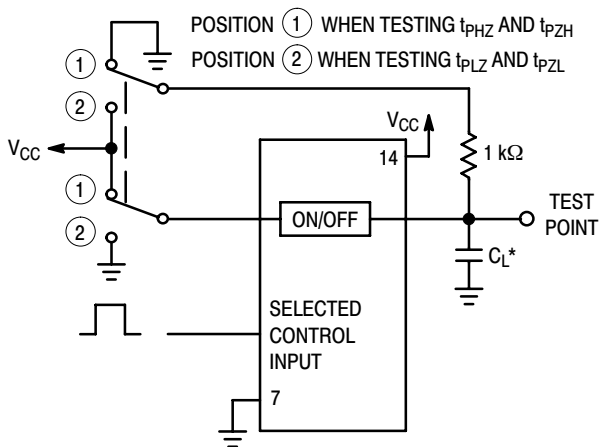 POSITION 1 WHEN TESTING tPHZ AND tPZH
POSITION 2 WHEN TESTING tPLZ AND tPZL
1
2
VCC
1
2
VCC
14
1 kΩ
ON/OFF
TEST
POINT
CL*
SELECTED
CONTROL
INPUT
7